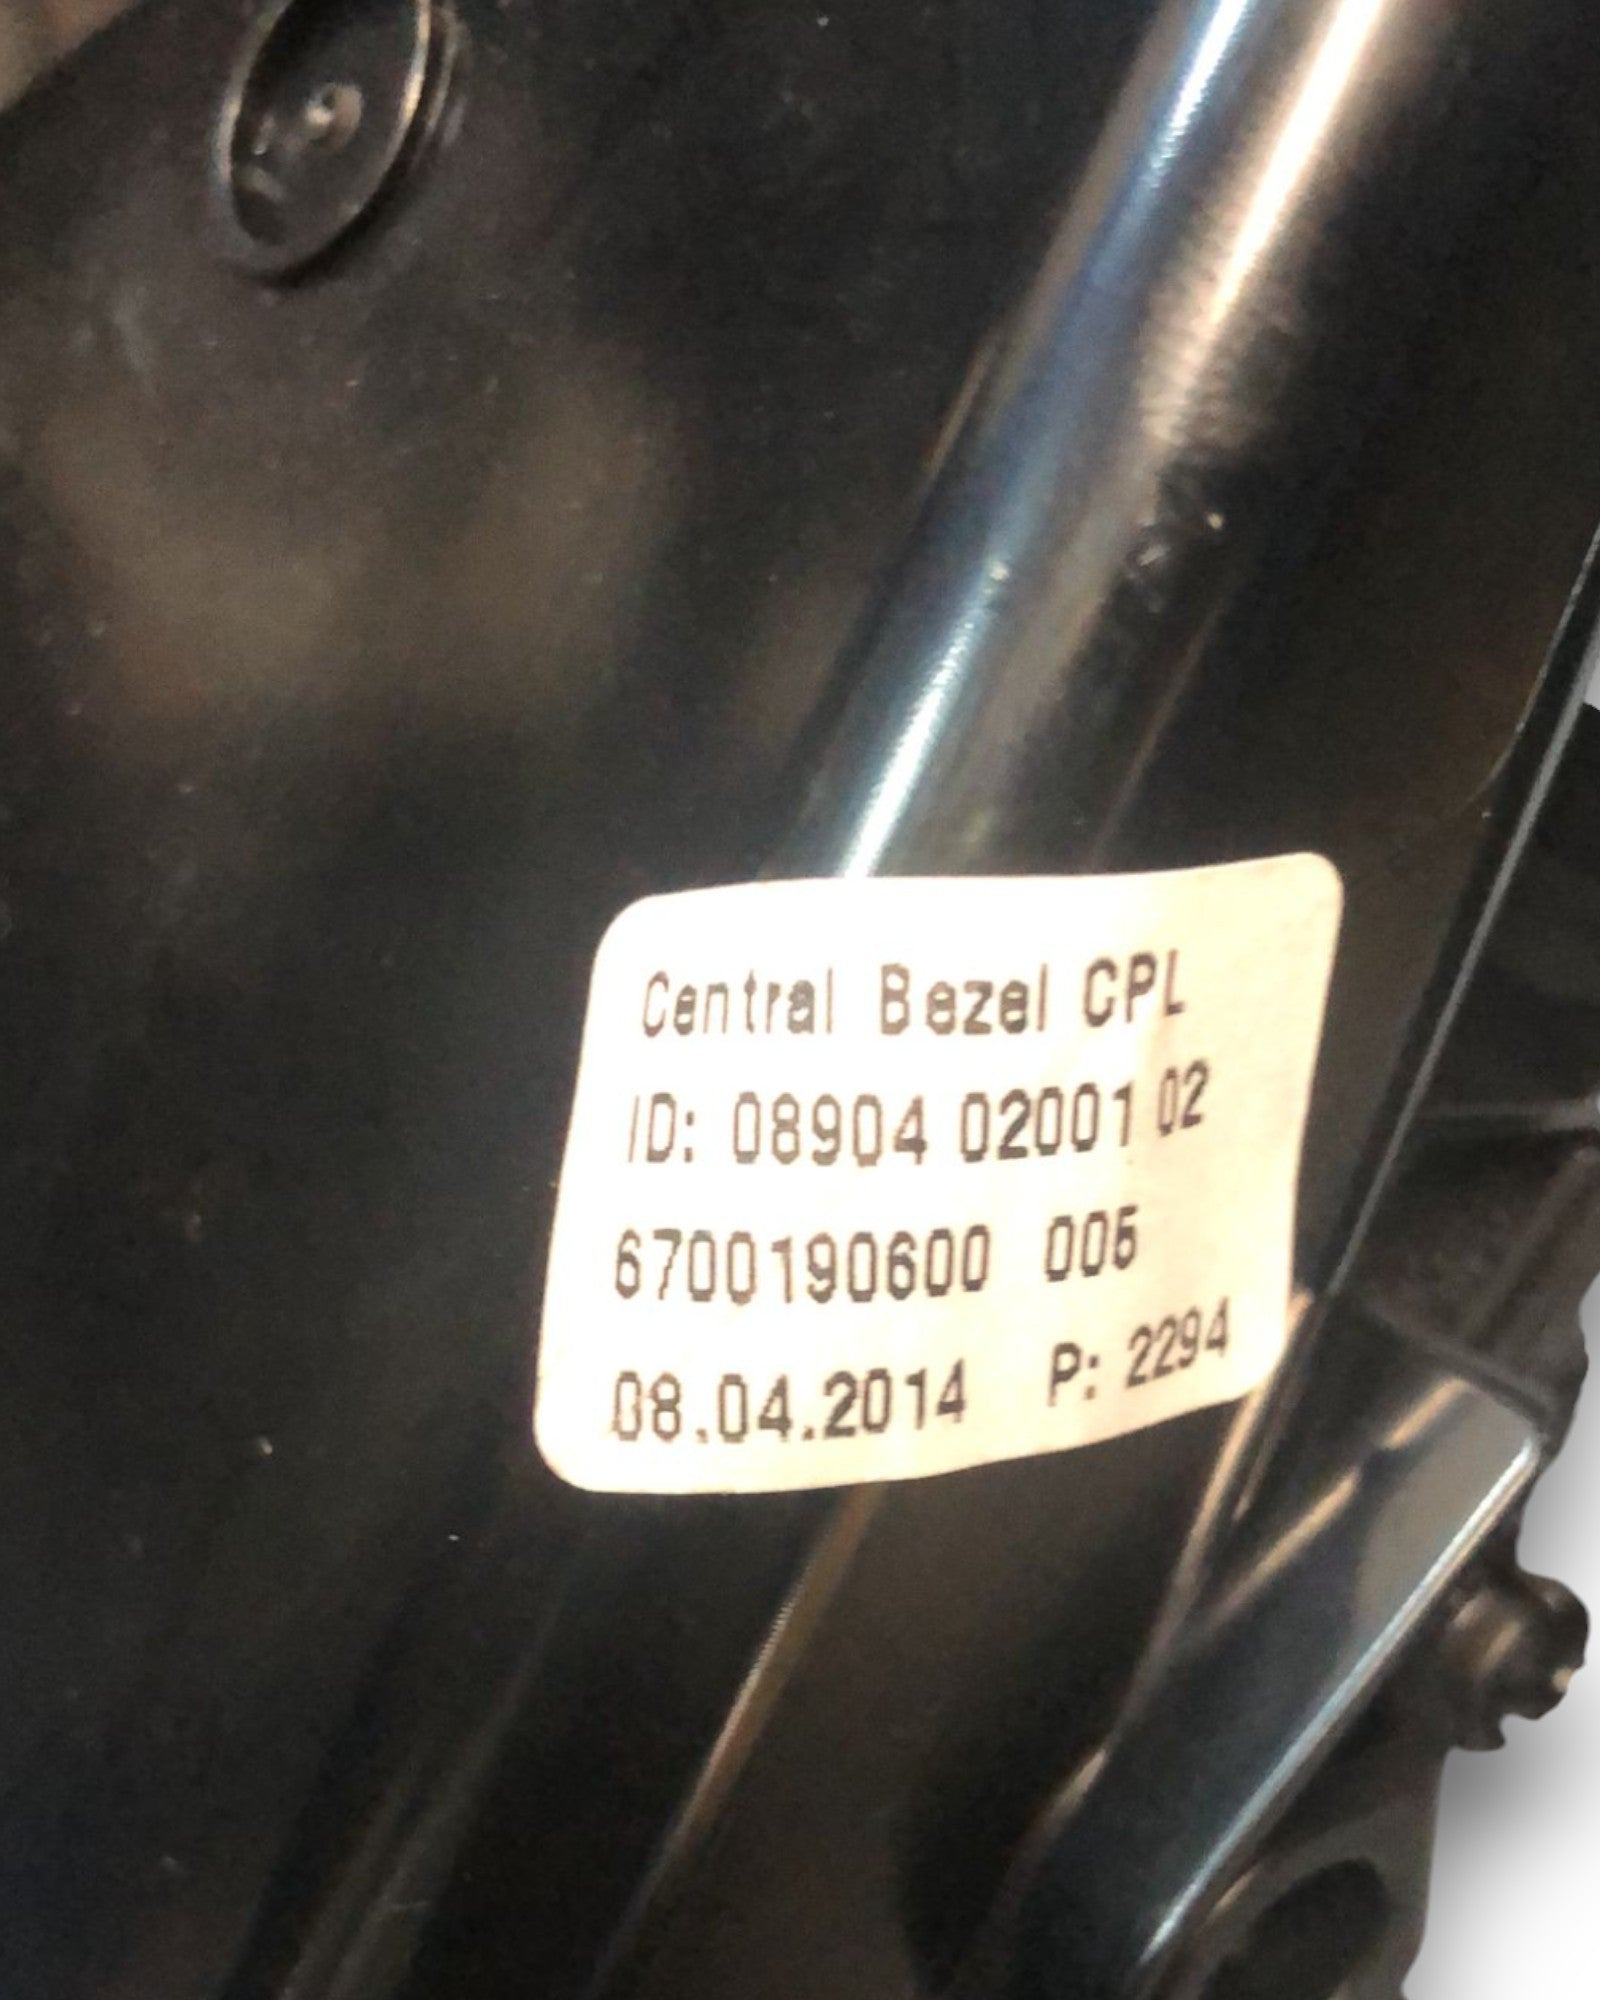 Central Bezel CPL
ID: 08904 02001 02
6700190600 005
08.04.2014 P: 2294